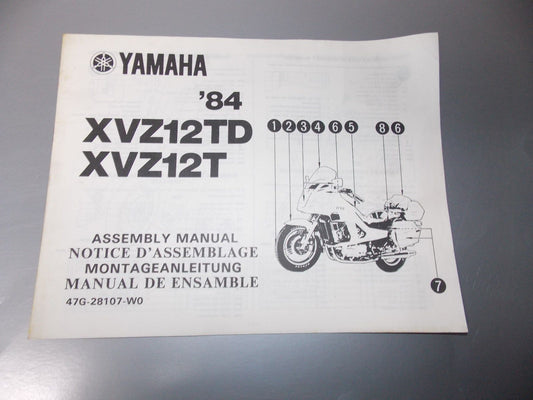 YAMAHA
'84
XVZ12TD
XVZ12T
1 2 3 4 6 5 8 6
7
ASSEMBLY MANUAL
NOTICE D'ASSEMBLAGE
MONTAGEANLEITUNG
MANUAL DE ENSAMBLE
47G-28107-W0